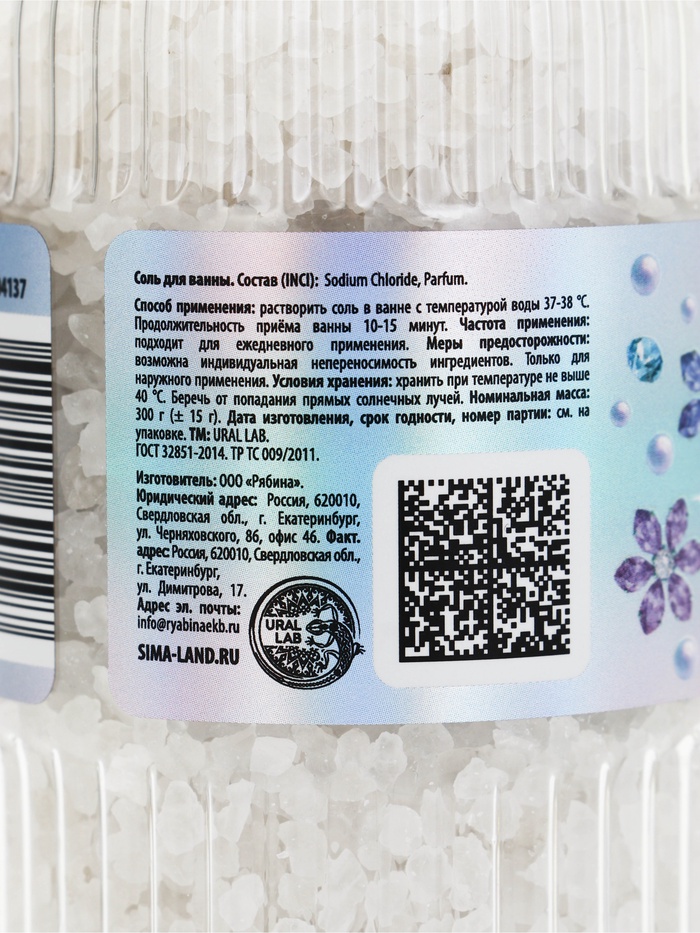 4137
Соль для ванны. Состав (INCI): Sodium Chloride, Parfum.
Способ применения: растворить соль в ванне с температурой воды 37-38 °C.
Продолжительность приёма ванны 10-15 минут. Частота применения:
подходит для ежедневного применения. Меры предосторожности:
возможна индивидуальная непереносимость ингредиентов. Только для
наружного применения. Условия хранения: хранить при температуре не выше
40 °C. Беречь от попадания прямых солнечных лучей. Номинальная масса:
300 г (± 15 г). Дата изготовления, срок годности, номер партии: см. на
упаковке. ТМ: URAL LAB.
ГОСТ 32851-2014. ТР ТС 009/2011.
Изготовитель: ООО «Рябина».
Юридический адрес: Россия, 620010,
Свердловская обл., г. Екатеринбург,
ул. Черняховского, 86, офис 46. Факт.
адрес: Россия, 620010, Свердловская обл.,
г. Екатеринбург,
ул. Димитрова, 17.
Адрес эл. почты:
info@ryabinaekb.ru
SIMA-LAND.RU
URAL
LAB